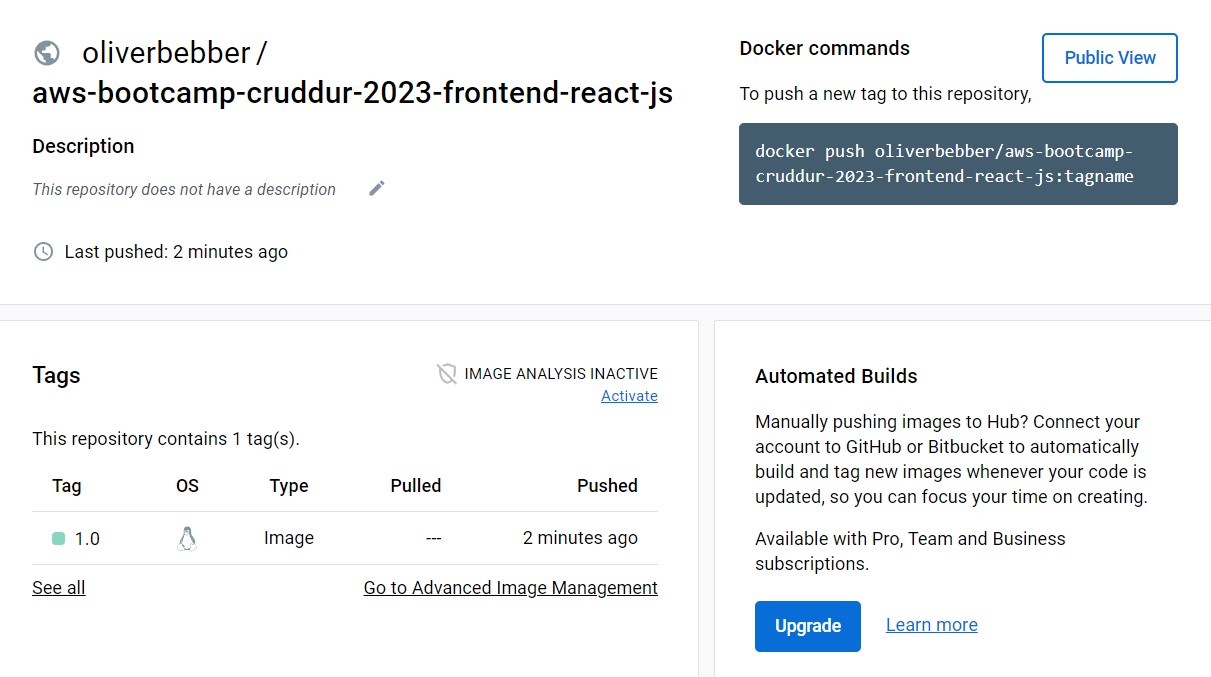 oliverbebber /
aws-bootcamp-cruddur-2023-frontend-react-js
Description
This repository does not have a description
Last pushed: 2 minutes ago
Docker commands
Public View
To push a new tag to this repository,
docker push oliverbebber/aws-bootcamp-
cruddur-2023-frontend-react-js:tagname
Tags
IMAGE ANALYSIS INACTIVE
Activate
This repository contains 1 tag(s).
Tag OS Type Pulled Pushed
1.0 Image --- 2 minutes ago
See all Go to Advanced Image Management
Automated Builds
Manually pushing images to Hub? Connect your
account to GitHub or Bitbucket to automatically
build and tag new images whenever your code is
updated, so you can focus your time on creating.
Available with Pro, Team and Business
subscriptions.
Upgrade Learn more